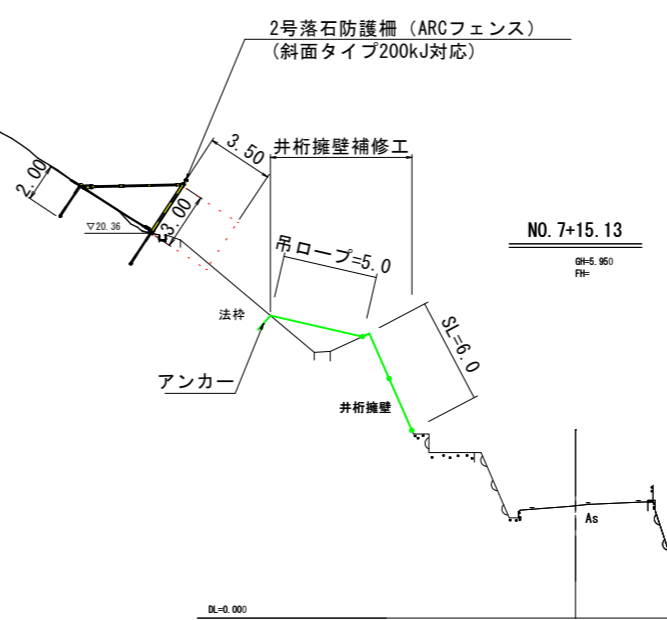 2号落石防護柵（ARCフェンス）
(斜面タイプ200kJ対応)
3.50
井桁擁壁補修工
2.00
3.00
▽20.36
NO.7+15.13
GH=5.950
FH=
吊ロープ=5.0
法枠
SL=6.0
アンカー
井桁擁壁
As
DL=0.000